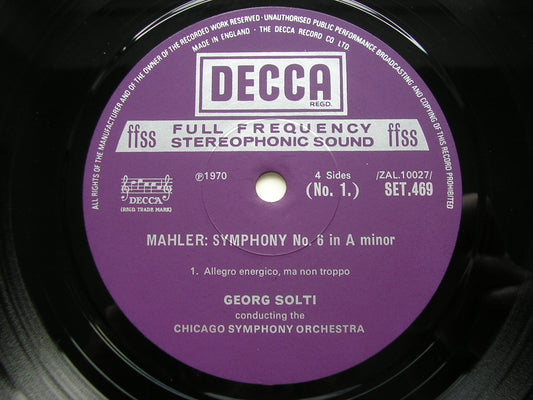 ALL RIGHTS OF THE MANUFACTURER AND OF THE OWNER OF THE RECORDED WORK RESERVED · UNAUTHORISED PUBLIC PERFORMANCE BROADCASTING AND COPYING OF THIS RECORD PROHIBITED
MADE IN ENGLAND · THE DECCA RECORD CO LTD
DECCA
REGD.
ffss FULL FREQUENCY STEREOPHONIC SOUND ffss
DECCA
(REGD. TRADE MARK)
℗1970
4 Sides
(No. 1.)
/ZAL.10027/
SET.469
MAHLER: SYMPHONY No. 6 in A minor
1. Allegro energico, ma non troppo
GEORG SOLTI
conducting the
CHICAGO SYMPHONY ORCHESTRA